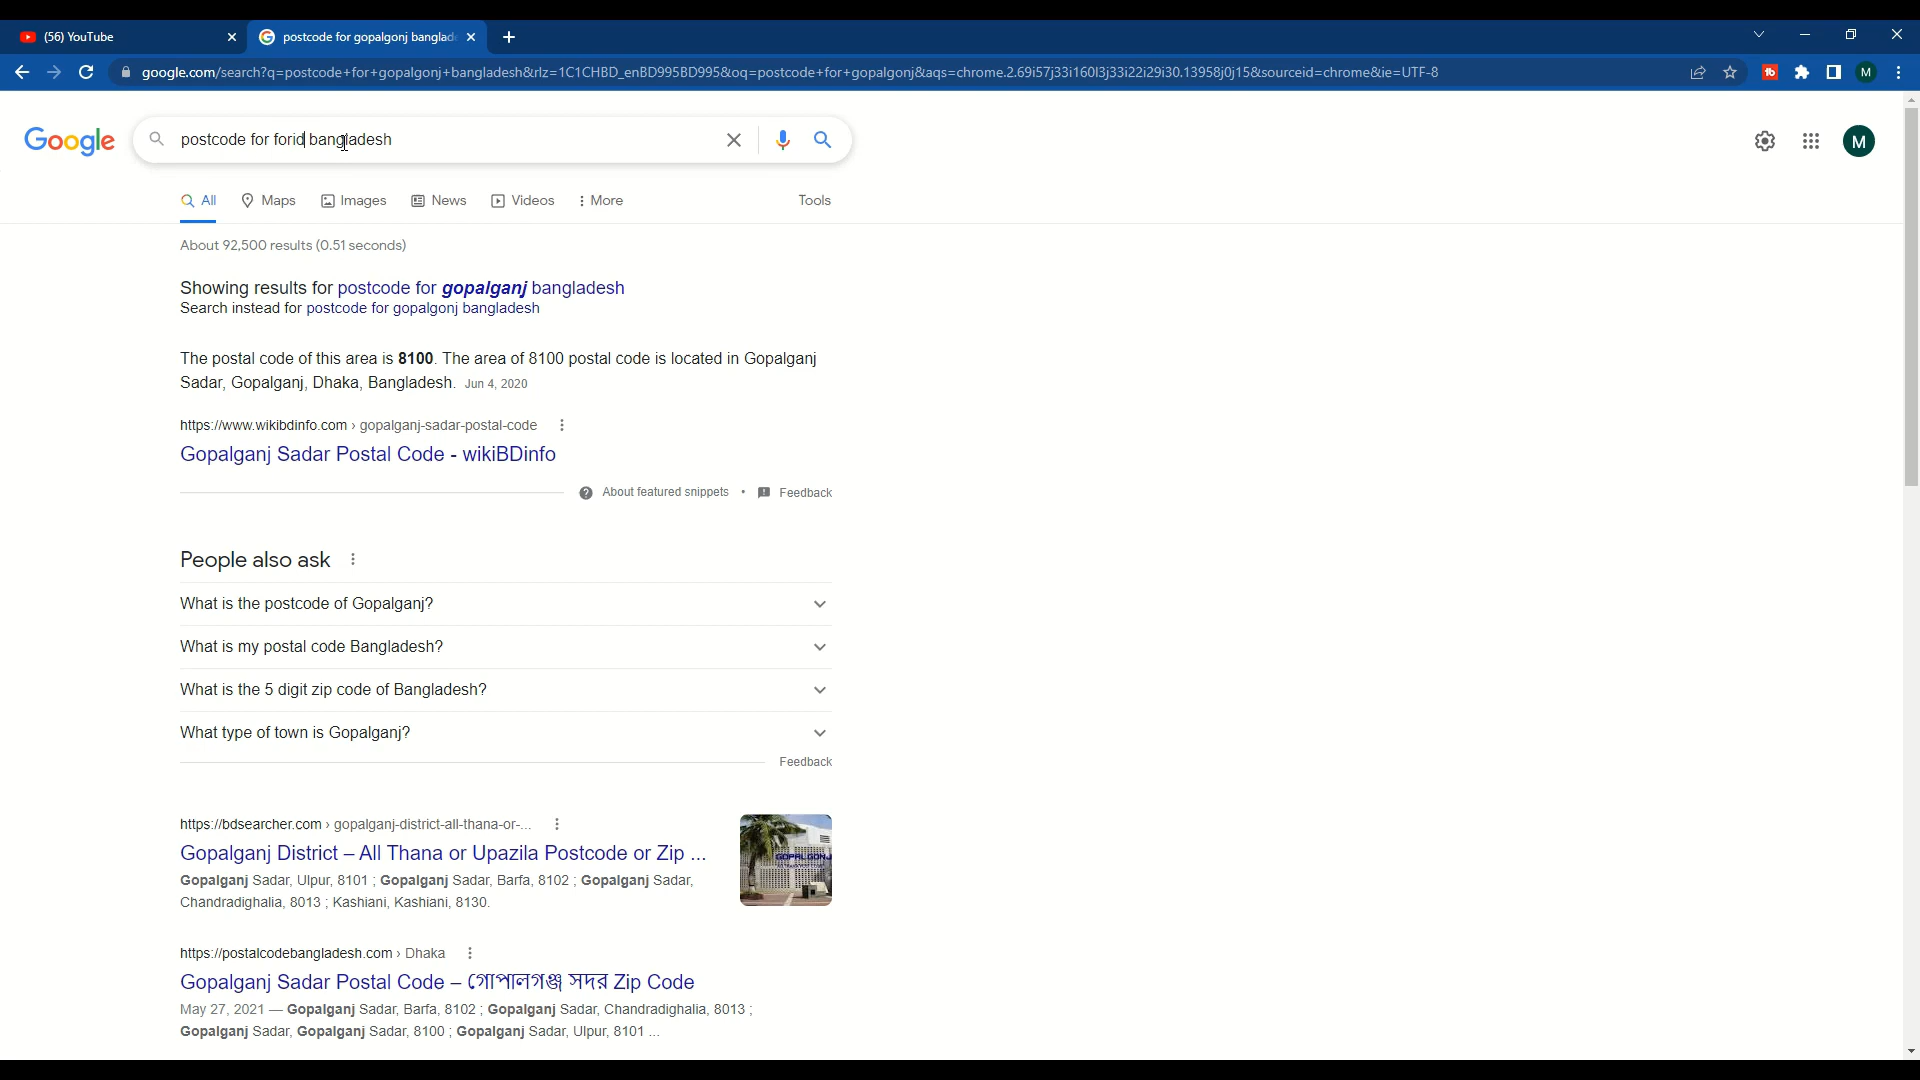 (56) YouTube
postcode for gopalgonj banglad
google.com/search?q=postcode+for+gopalgonj+bangladesh&rlz=1C1CHBD_enBD995BD995&oq=postcode+for+gopalgonj&aqs=chrome.2.69i57j33i160l3j33i22i29i30.13958j0j15&sourceid=chrome&ie=UTF-8
M
Google
postcode for forid bangladesh
M
All
Maps
Images
News
Videos
More
Tools
About 92,500 results (0.51 seconds)
Showing results for postcode for gopalganj bangladesh
Search instead for postcode for gopalgonj bangladesh
The postal code of this area is 8100. The area of 8100 postal code is located in Gopalganj
Sadar, Gopalganj, Dhaka, Bangladesh. Jun 4, 2020
https://www.wikibdinfo.com › gopalganj-sadar-postal-code
Gopalganj Sadar Postal Code - wikiBDinfo
About featured snippets • Feedback
People also ask
What is the postcode of Gopalganj?
What is my postal code Bangladesh?
What is the 5 digit zip code of Bangladesh?
What type of town is Gopalganj?
Feedback
https://bdsearcher.com › gopalganj-district-all-thana-or-...
Gopalganj District – All Thana or Upazila Postcode or Zip ...
Gopalganj Sadar, Ulpur, 8101 ; Gopalganj Sadar, Barfa, 8102 ; Gopalganj Sadar,
Chandradighalia, 8013 ; Kashiani, Kashiani, 8130.
GOPALGONJ
https://postalcodebangladesh.com › Dhaka
Gopalganj Sadar Postal Code – গোপালগঞ্জ সদর Zip Code
May 27, 2021 — Gopalganj Sadar, Barfa, 8102 ; Gopalganj Sadar, Chandradighalia, 8013 ;
Gopalganj Sadar, Gopalganj Sadar, 8100 ; Gopalganj Sadar, Ulpur, 8101 ...